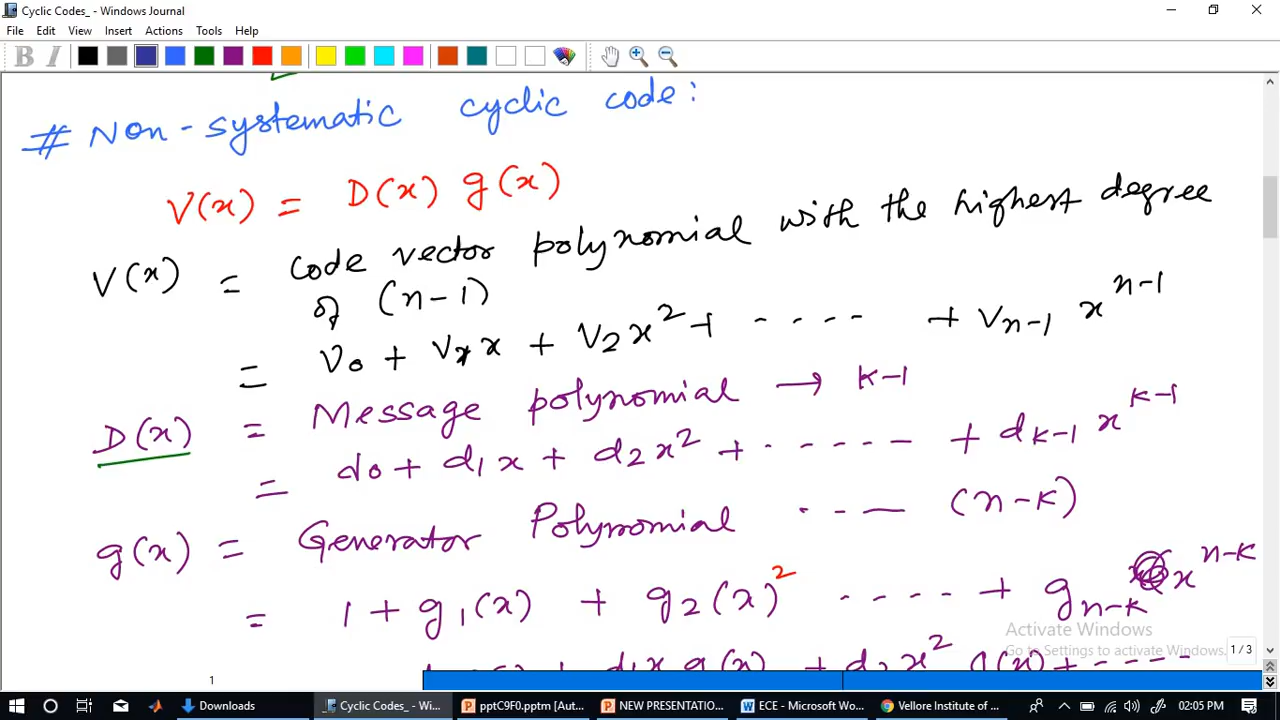 Cyclic Codes_ - Windows Journal
File Edit View Insert Actions Tools Help
B I
# Non-systematic cyclic code:
V(x) = D(x) g(x)
V(x) = code vector polynomial with the highest degree
of (n-1)
= V0 + V1x + V2x² + ..... + Vn-1 x^n-1
D(x) = Message polynomial → K-1
= d0 + d1x + d2x² + ...... + dK-1 x^K-1
g(x) = Generator Polynomial ... (n-K)
= 1 + g1(x) + g2(x)² ..... + gn-K x^n-K
+ d1x g(x) + d2x² g(x) + .....
Activate Windows
Go to Settings to activate Windows.
1 / 3
1
Downloads
Cyclic Codes_ - Wi...
pptC9F0.pptm [Aut...
NEW PRESENTATIO...
ECE - Microsoft Wo...
Vellore Institute of ...
02:05 PM